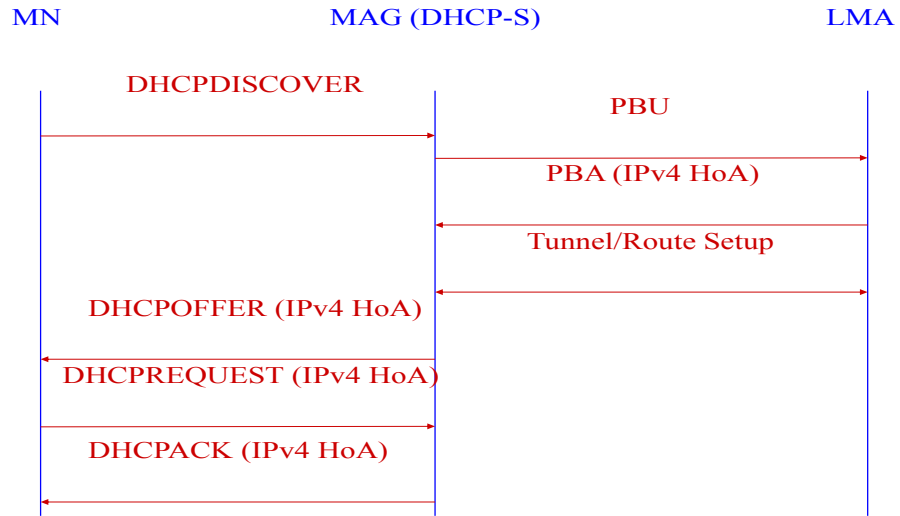 MN
MAG (DHCP-S)
LMA
DHCPDISCOVER
PBU
PBA (IPv4 HoA)
Tunnel/Route Setup
DHCPOFFER (IPv4 HoA)
DHCPREQUEST (IPv4 HoA)
DHCPACK (IPv4 HoA)